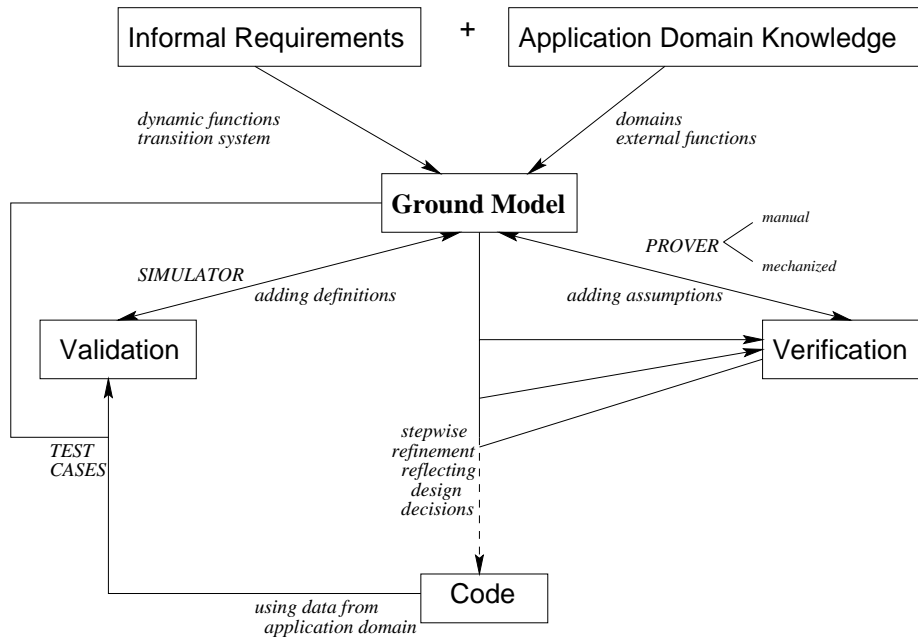 Informal Requirements
+
Application Domain Knowledge
dynamic functions
transition system
domains
external functions
Ground Model
manual
PROVER
mechanized
SIMULATOR
adding definitions
adding assumptions
Validation
Verification
stepwise
refinement
reflecting
design
decisions
TEST
CASES
Code
using data from
application domain